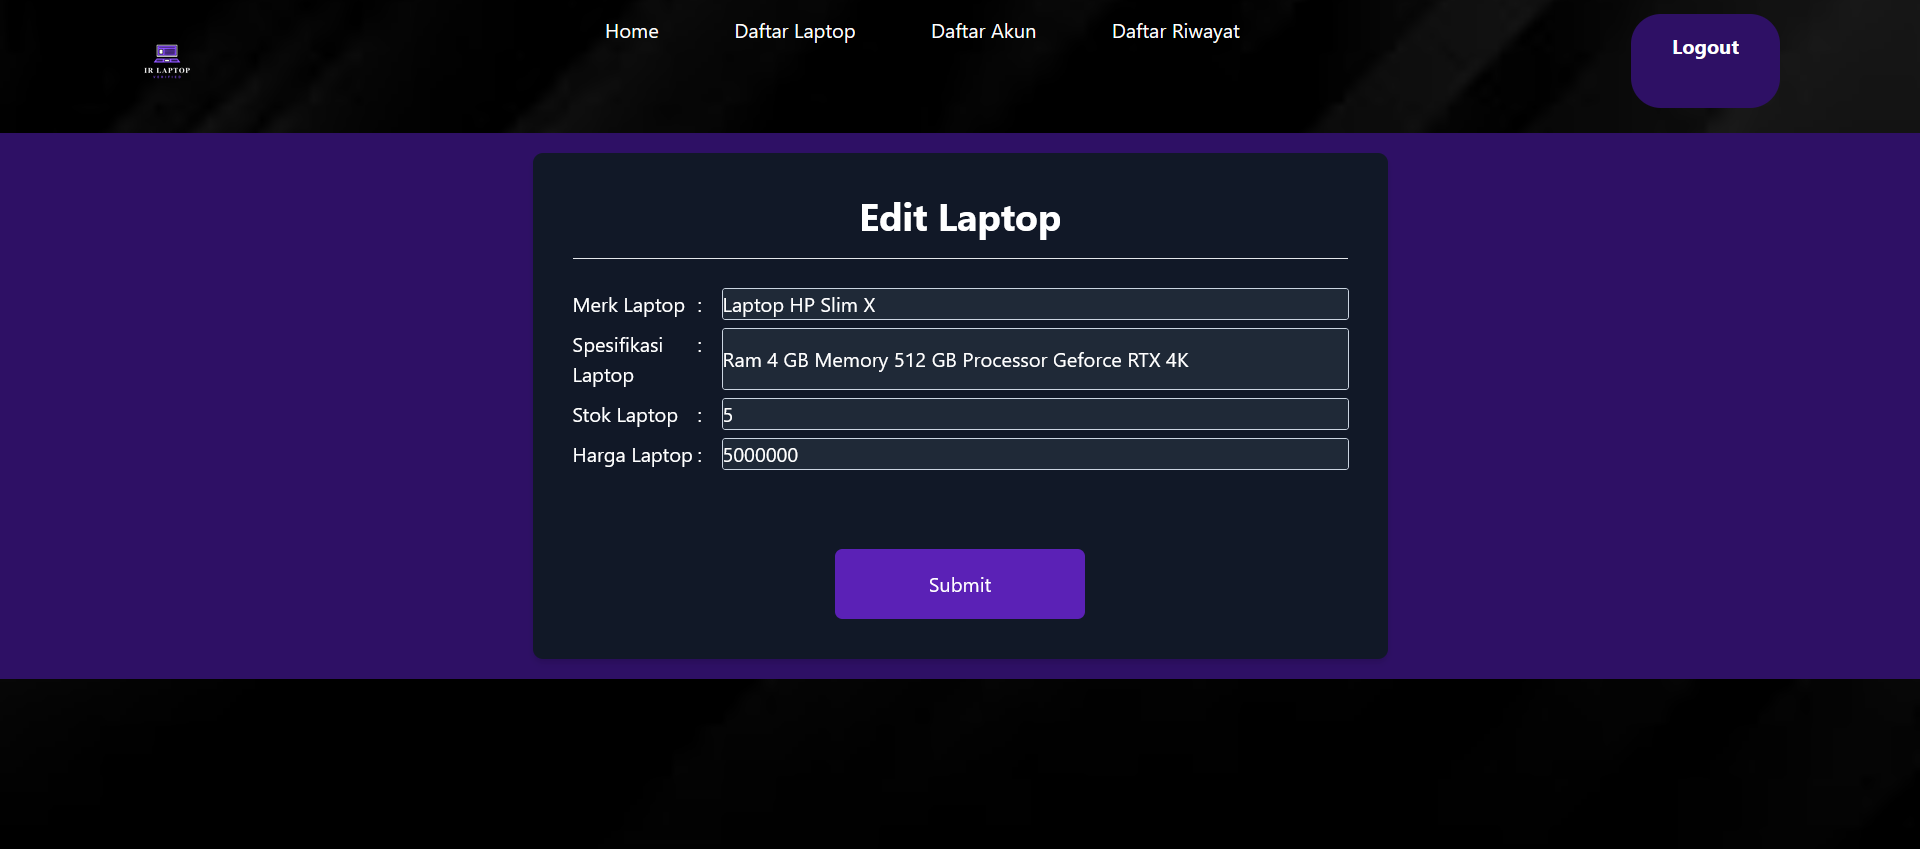 IR LAPTOP
Home
Daftar Laptop
Daftar Akun
Daftar Riwayat
Logout
Edit Laptop
Merk Laptop :
Laptop HP Slim X
Spesifikasi :
Laptop
Ram 4 GB Memory 512 GB Processor Geforce RTX 4K
Stok Laptop :
5
Harga Laptop :
5000000
Submit